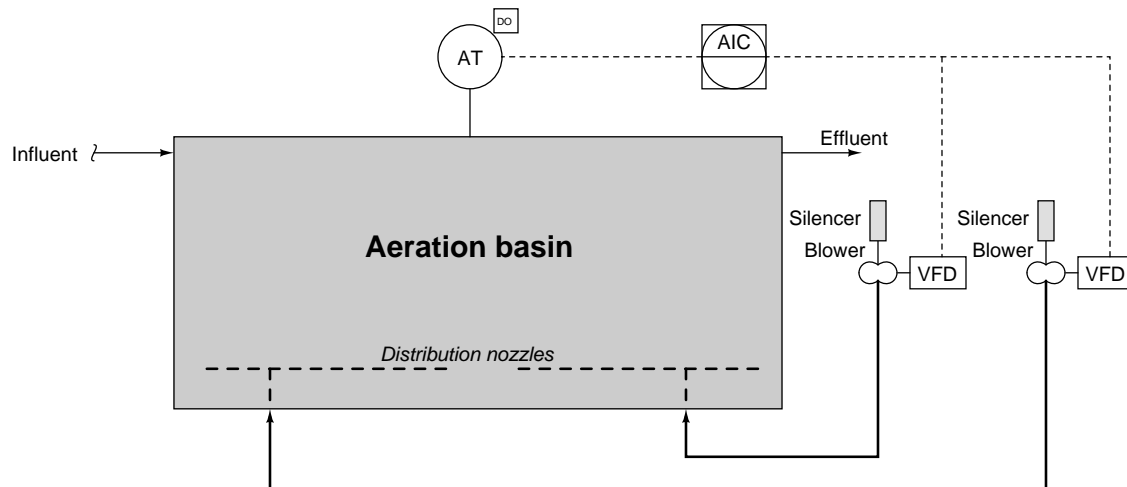 DO
AT
AIC
Influent
Effluent
Silencer
Silencer
Blower
Blower
VFD
VFD
Aeration basin
Distribution nozzles